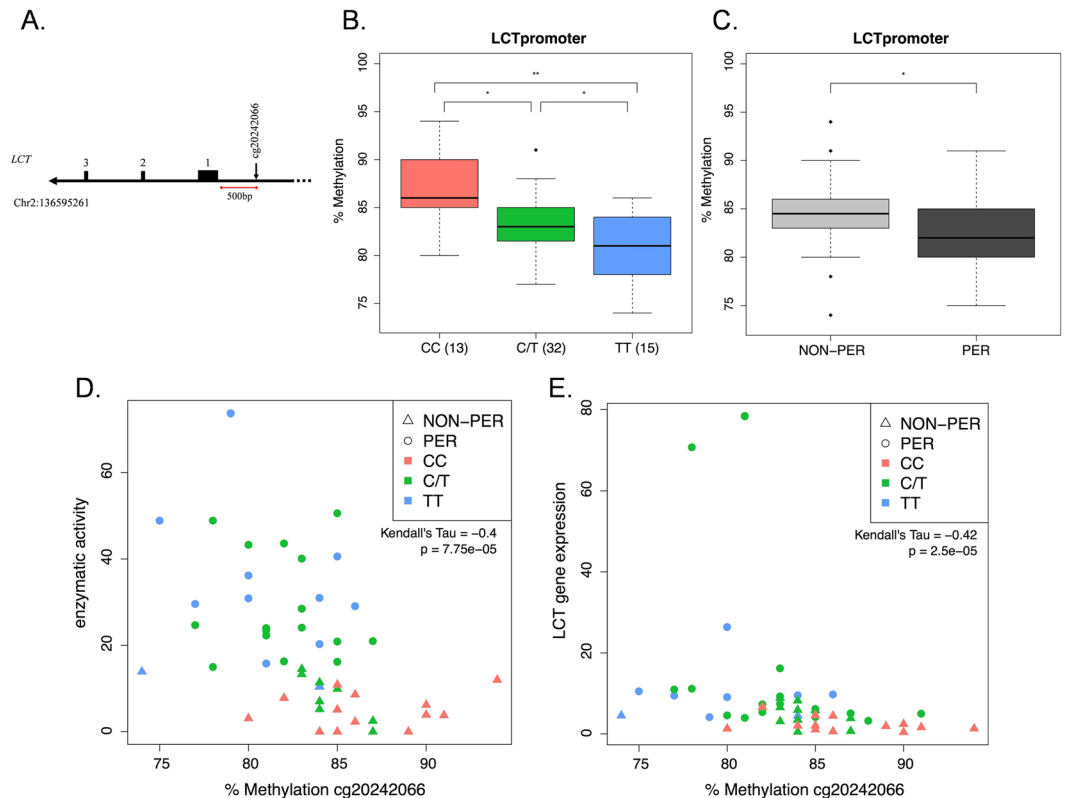 A.
LCT
3
2
1
cg20242066
500bp
Chr2:136595261
B.
LCTpromoter
% Methylation
100
95
90
85
80
75
**
*
*
CC (13)
C/T (32)
TT (15)
C.
LCTpromoter
% Methylation
100
95
90
85
80
75
*
NON−PER
PER
D.
enzymatic activity
60
40
20
0
75
80
85
90
% Methylation cg20242066
NON−PER
PER
CC
C/T
TT
Kendall's Tau = −0.4
p = 7.75e−05
E.
LCT gene expression
80
60
40
20
0
75
80
85
90
% Methylation cg20242066
NON−PER
PER
CC
C/T
TT
Kendall's Tau = −0.42
p = 2.5e−05